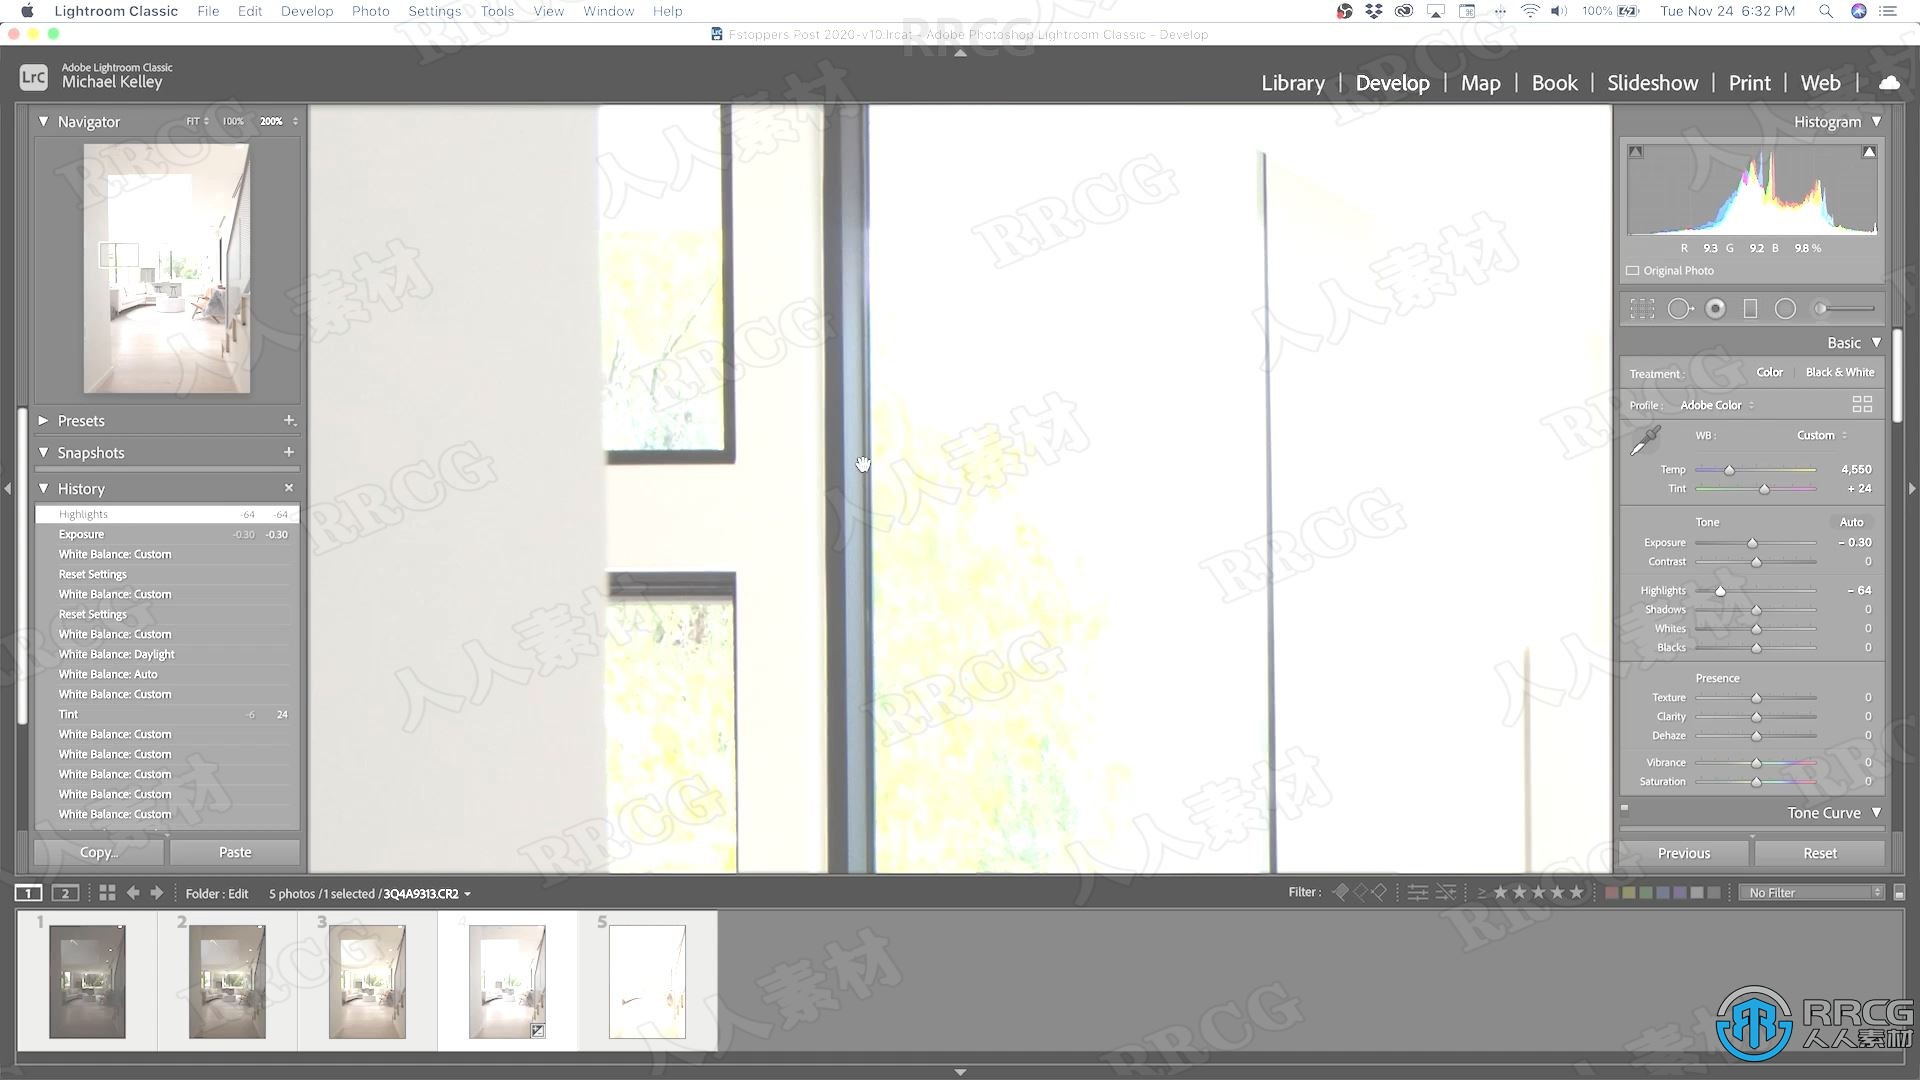 Lightroom Classic File Edit Develop Photo Settings Tools View Window Help 100% Tue Nov 24 6:32 PM
Fstoppers Post 2020-v10.lrcat - Adobe Photoshop Lightroom Classic - Develop
LrC Adobe Lightroom Classic
Michael Kelley
Library | Develop | Map | Book | Slideshow | Print | Web |
Navigator FIT 100% 200%
Presets
Snapshots
History
Highlights -64 -64
Exposure -0.30 -0.30
White Balance: Custom
Reset Settings
White Balance: Custom
Reset Settings
White Balance: Custom
White Balance: Daylight
White Balance: Auto
White Balance: Custom
Tint -6 24
White Balance: Custom
White Balance: Custom
White Balance: Custom
White Balance: Custom
White Balance: Custom
Copy... Paste
Histogram
R 9.3 G 9.2 B 9.8 %
Original Photo
Basic
Treatment : Color Black & White
Profile : Adobe Color
WB : Custom
Temp 4,550
Tint + 24
Tone Auto
Exposure - 0.30
Contrast 0
Highlights - 64
Shadows 0
Whites 0
Blacks 0
Presence
Texture 0
Clarity 0
Dehaze 0
Vibrance 0
Saturation 0
Tone Curve
Previous Reset
1 2 Folder : Edit 5 photos / 1 selected / 3Q4A9313.CR2 Filter : ≥ ★★★★★ No Filter
1 2 3 4 5
RRCG
人人素材